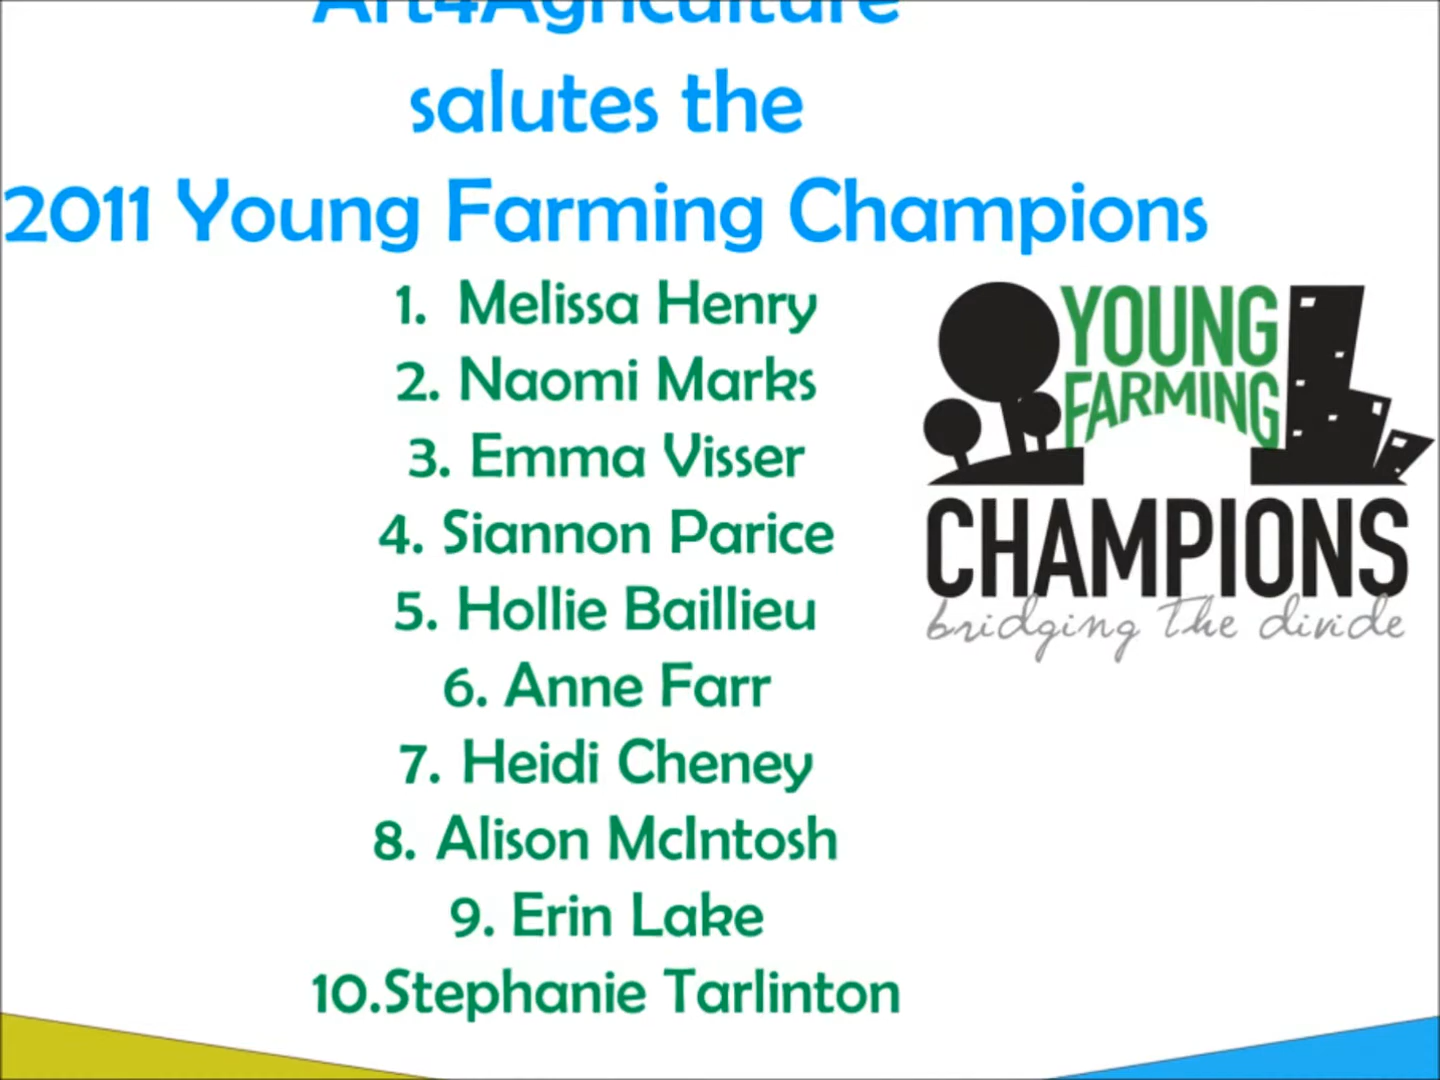 Art4Agriculture
salutes the
2011 Young Farming Champions
1. Melissa Henry
2. Naomi Marks
3. Emma Visser
4. Siannon Parice
5. Hollie Baillieu
6. Anne Farr
7. Heidi Cheney
8. Alison McIntosh
9. Erin Lake
10.Stephanie Tarlinton
YOUNG
FARMING
CHAMPIONS
bridging the divide